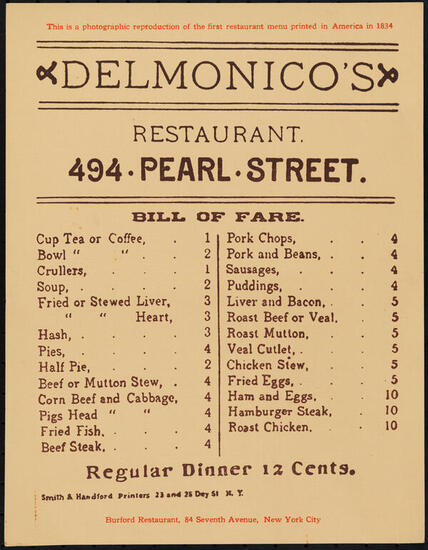 This is a photographic reproduction of the first restaurant menu printed in America in 1834
DELMONICO'S
RESTAURANT.
494 · PEARL · STREET.
BILL OF FARE.
Cup Tea or Coffee, . 1
Bowl " " . 2
Crullers, . . 1
Soup, . . . 2
Fried or Stewed Liver, 3
" " Heart, 3
Hash, . . . . 3
Pies, . . . . 4
Half Pie, . . 2
Beef or Mutton Stew, . 4
Corn Beef and Cabbage, 4
Pigs Head " " 4
Fried Fish, . . 4
Beef Steak, . . 4
Pork Chops, . . 4
Pork and Beans, . . 4
Sausages, . . 4
Puddings, . . 4
Liver and Bacon, . 5
Roast Beef or Veal, 5
Roast Mutton, . . 5
Veal Cutlet, . . 5
Chicken Stew, . . 5
Fried Eggs, . . 5
Ham and Eggs, . . 10
Hamburger Steak, . 10
Roast Chicken, . . 10
Regular Dinner 12 Cents.
Smith & Handford Printers 23 and 25 Dey St N. Y.
Burford Restaurant, 84 Seventh Avenue, New York City